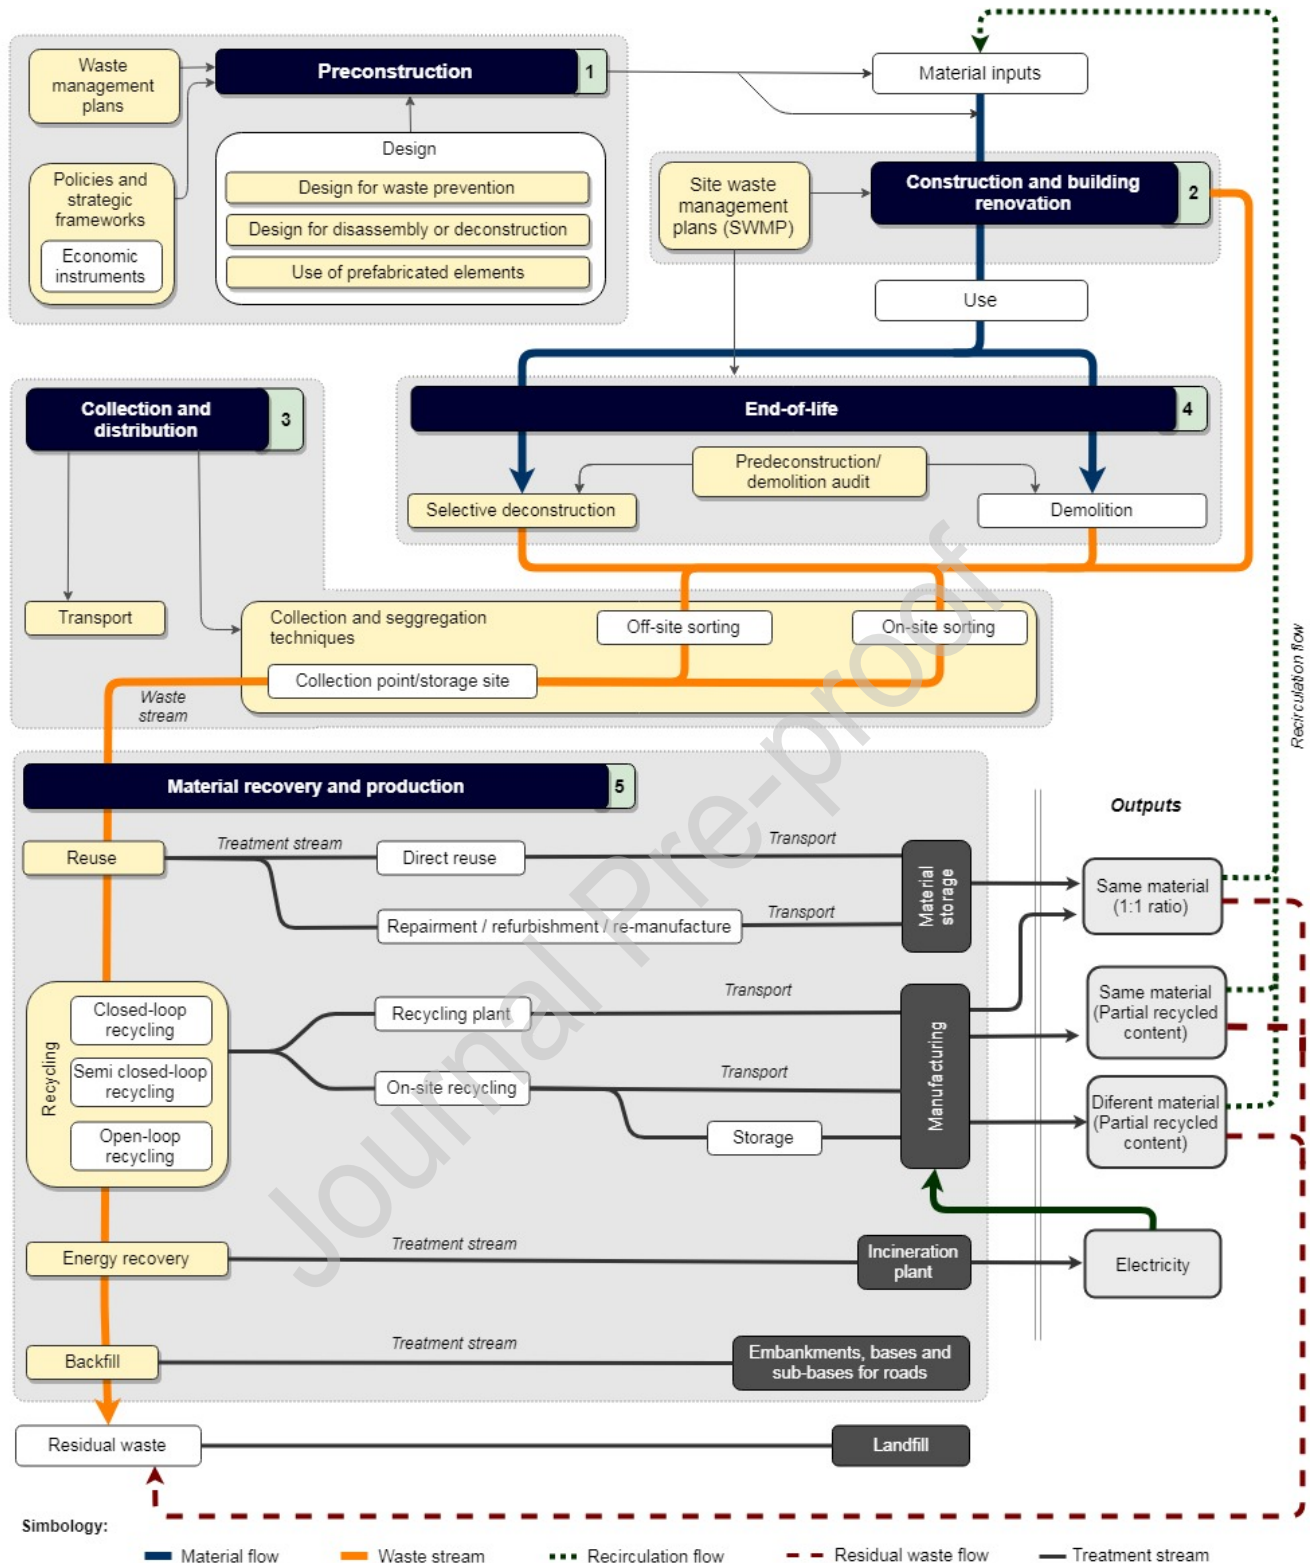 Waste
management
plans
Preconstruction
1
Material inputs
Design
Design for waste prevention
Design for disassembly or deconstruction
Use of prefabricated elements
Policies and
strategic
frameworks
Economic
instruments
Site waste
management
plans (SWMP)
Construction and building
renovation
2
Use
Collection and
distribution
3
End-of-life
4
Predeconstruction/
demolition audit
Selective deconstruction
Demolition
Transport
Collection and seggregation
techniques
Off-site sorting
On-site sorting
Collection point/storage site
Waste
stream
Recirculation flow
Material recovery and production
5
Outputs
Reuse
Treatment stream
Direct reuse
Transport
Repairment / refurbishment / re-manufacture
Transport
Material
storage
Same material
(1:1 ratio)
Recycling
Closed-loop
recycling
Semi closed-loop
recycling
Open-loop
recycling
Recycling plant
Transport
On-site recycling
Transport
Storage
Manufacturing
Same material
(Partial recycled
content)
Diferent material
(Partial recycled
content)
Energy recovery
Treatment stream
Incineration
plant
Electricity
Backfill
Treatment stream
Embankments, bases and
sub-bases for roads
Residual waste
Landfill
Simbology:
Material flow
Waste stream
Recirculation flow
Residual waste flow
Treatment stream
Journal Pre-proof